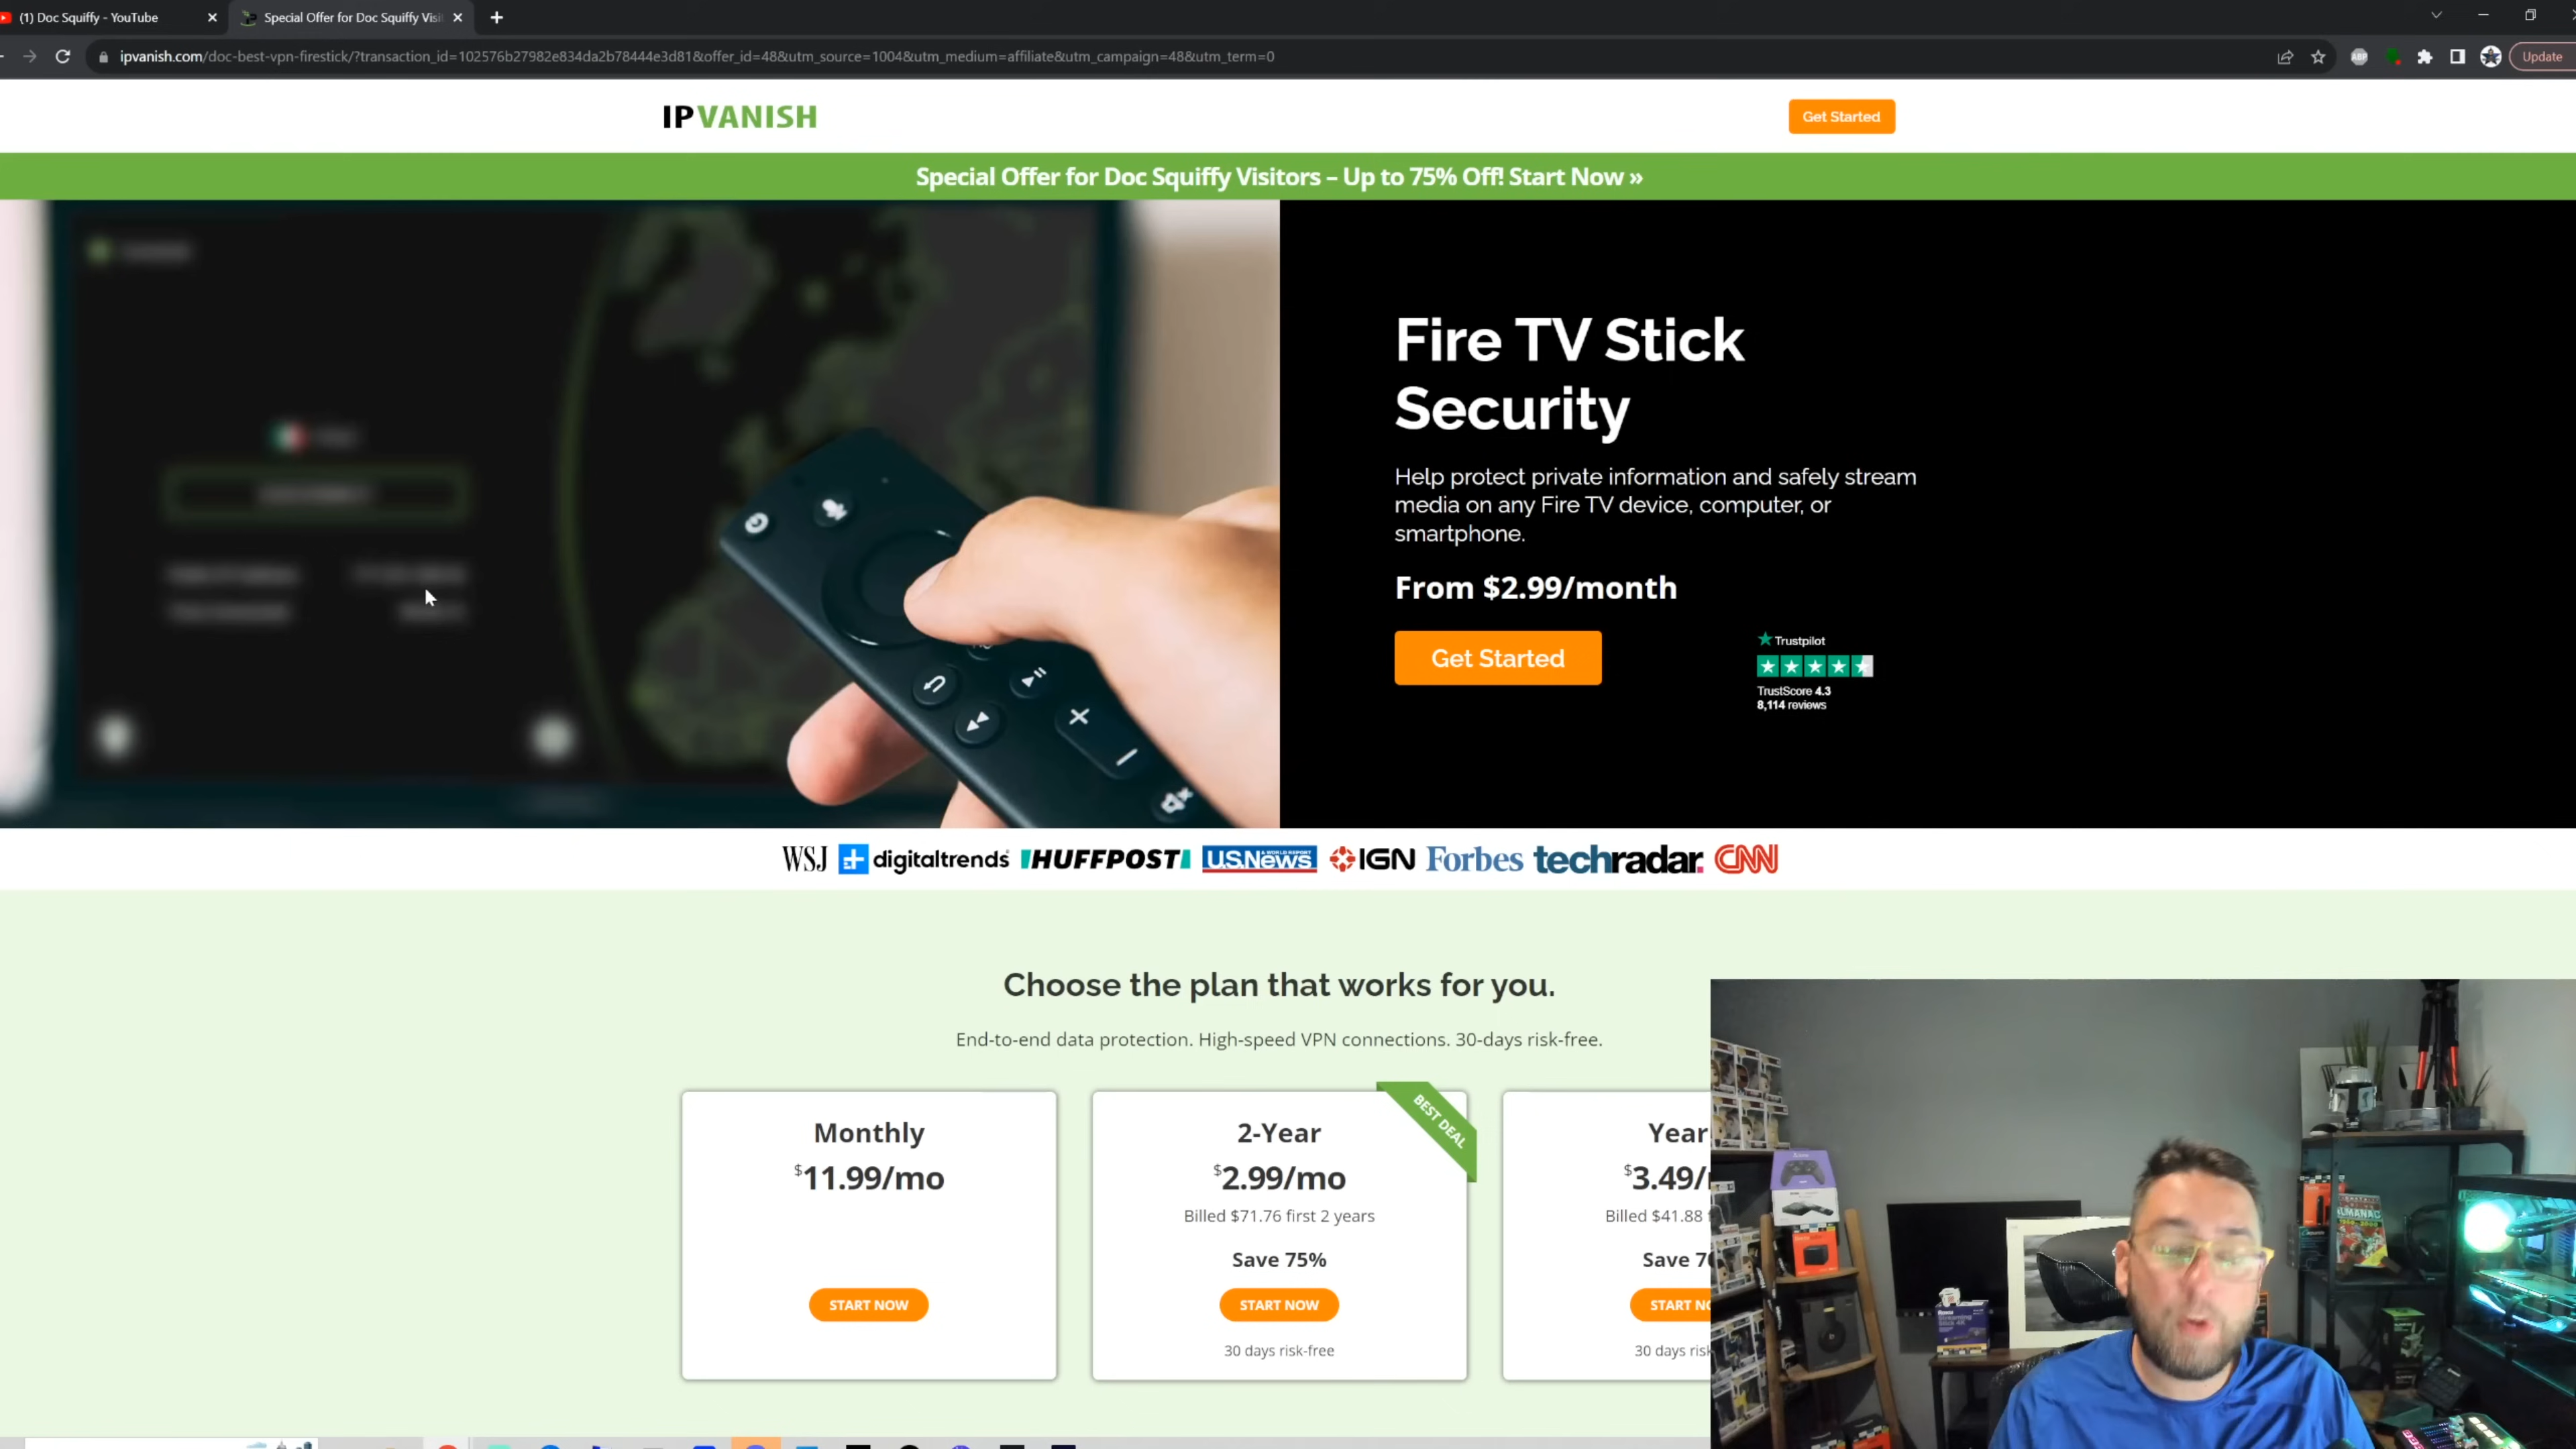 (1) Doc Squiffy - YouTube
Special Offer for Doc Squiffy Visi
ipvanish.com/doc-best-vpn-firestick/?transaction_id=102576b27982e834da2b78444e3d81&offer_id=48&utm_source=1004&utm_medium=affiliate&utm_campaign=48&utm_term=0
ABP
Update
IPVANISH
Get Started
Special Offer for Doc Squiffy Visitors – Up to 75% Off! Start Now »
Fire TV Stick
Security
Help protect private information and safely stream
media on any Fire TV device, computer, or
smartphone.
From $2.99/month
Get Started
Trustpilot
TrustScore 4.3
8,114 reviews
WSJ digitaltrends HUFFPOST U.S.News & WORLD REPORT IGN Forbes techradar. CNN
Choose the plan that works for you.
End-to-end data protection. High-speed VPN connections. 30-days risk-free.
Monthly
$11.99/mo
START NOW
BEST DEAL
2-Year
$2.99/mo
Billed $71.76 first 2 years
Save 75%
START NOW
30 days risk-free
Year
$3.49/
Billed $41.88
Save 7
START N
30 days ris
ALMANAC